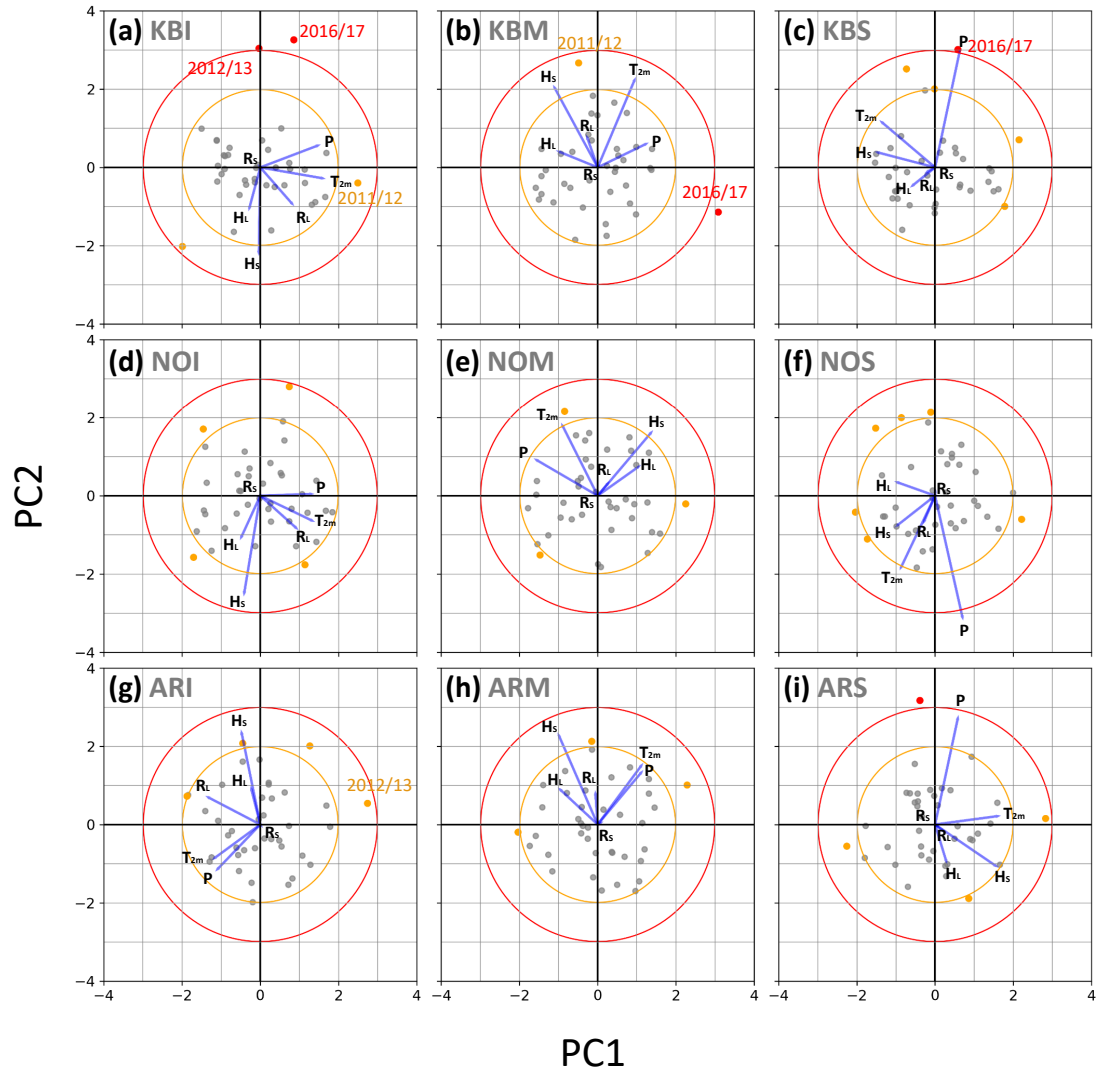 (a) KBI
2016/17
2012/13
P
Rs
T2m
2011/12
HL
RL
Hs
4
2
0
−2
−4
(b) KBM
2011/12
Hs
T2m
RL
HL
P
Rs
2016/17
(c) KBS
P
2016/17
T2m
Hs
Rs
RL
HL
(d) NOI
Rs
P
T2m
RL
HL
Hs
4
2
0
−2
−4
(e) NOM
T2m
Hs
P
RL
HL
Rs
(f) NOS
HL
Rs
Hs
RL
T2m
P
PC2
(g) ARI
Hs
RL
HL
2012/13
Rs
T2m
P
4
2
0
−2
−4
−4 −2 0 2 4
(h) ARM
Hs
T2m
P
RL
HL
Rs
−4 −2 0 2 4
(i) ARS
P
Rs
T2m
RL
HL
Hs
−4 −2 0 2 4
PC1